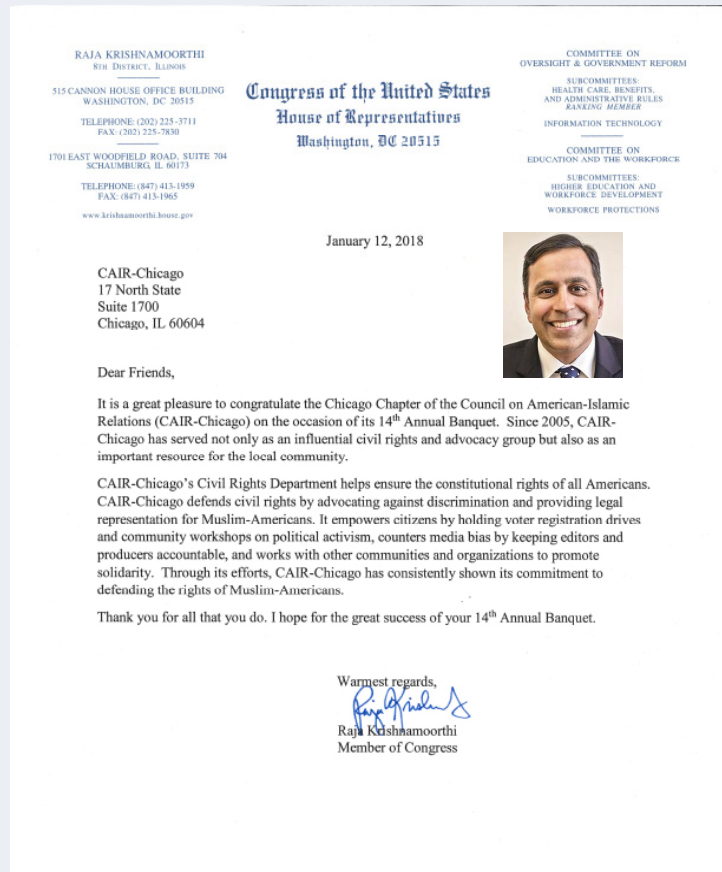 RAJA KRISHNAMOORTHI
8TH DISTRICT, ILLINOIS
515 CANNON HOUSE OFFICE BUILDING
WASHINGTON, DC 20515
TELEPHONE: (202) 225-3711
FAX: (202) 225-7830
1701 EAST WOODFIELD ROAD, SUITE 704
SCHAUMBURG, IL 60173
TELEPHONE: (847) 413-1959
FAX: (847) 413-1965
www.krishnamoorthi.house.gov
Congress of the United States
House of Representatives
Washington, DC 20515
COMMITTEE ON
OVERSIGHT & GOVERNMENT REFORM
SUBCOMMITTEES:
HEALTH CARE, BENEFITS,
AND ADMINISTRATIVE RULES
RANKING MEMBER
INFORMATION TECHNOLOGY
COMMITTEE ON
EDUCATION AND THE WORKFORCE
SUBCOMMITTEES:
HIGHER EDUCATION AND
WORKFORCE DEVELOPMENT
WORKFORCE PROTECTIONS
January 12, 2018
CAIR-Chicago
17 North State
Suite 1700
Chicago, IL 60604
Dear Friends,
It is a great pleasure to congratulate the Chicago Chapter of the Council on American-Islamic
Relations (CAIR-Chicago) on the occasion of its 14th Annual Banquet. Since 2005, CAIR-
Chicago has served not only as an influential civil rights and advocacy group but also as an
important resource for the local community.
CAIR-Chicago's Civil Rights Department helps ensure the constitutional rights of all Americans.
CAIR-Chicago defends civil rights by advocating against discrimination and providing legal
representation for Muslim-Americans. It empowers citizens by holding voter registration drives
and community workshops on political activism, counters media bias by keeping editors and
producers accountable, and works with other communities and organizations to promote
solidarity. Through its efforts, CAIR-Chicago has consistently shown its commitment to
defending the rights of Muslim-Americans.
Thank you for all that you do. I hope for the great success of your 14th Annual Banquet.
Warmest regards,
Raja Krishnamoorthi
Member of Congress